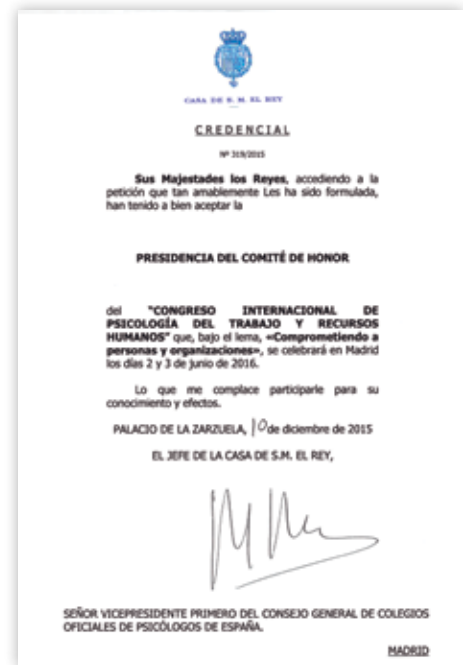 CASA DE S. M. EL REY
CREDENCIAL
Nº 319/2015
Sus Majestades los Reyes, accediendo a la
petición que tan amablemente Les ha sido formulada,
han tenido a bien aceptar la
PRESIDENCIA DEL COMITÉ DE HONOR
del "CONGRESO INTERNACIONAL DE
PSICOLOGÍA DEL TRABAJO Y RECURSOS
HUMANOS" que, bajo el lema, «Comprometiendo a
personas y organizaciones», se celebrará en Madrid
los días 2 y 3 de junio de 2016.
Lo que me complace participarle para su
conocimiento y efectos.
PALACIO DE LA ZARZUELA, 10 de diciembre de 2015
EL JEFE DE LA CASA DE S.M. EL REY,
SEÑOR VICEPRESIDENTE PRIMERO DEL CONSEJO GENERAL DE COLEGIOS
OFICIALES DE PSICÓLOGOS DE ESPAÑA.
MADRID